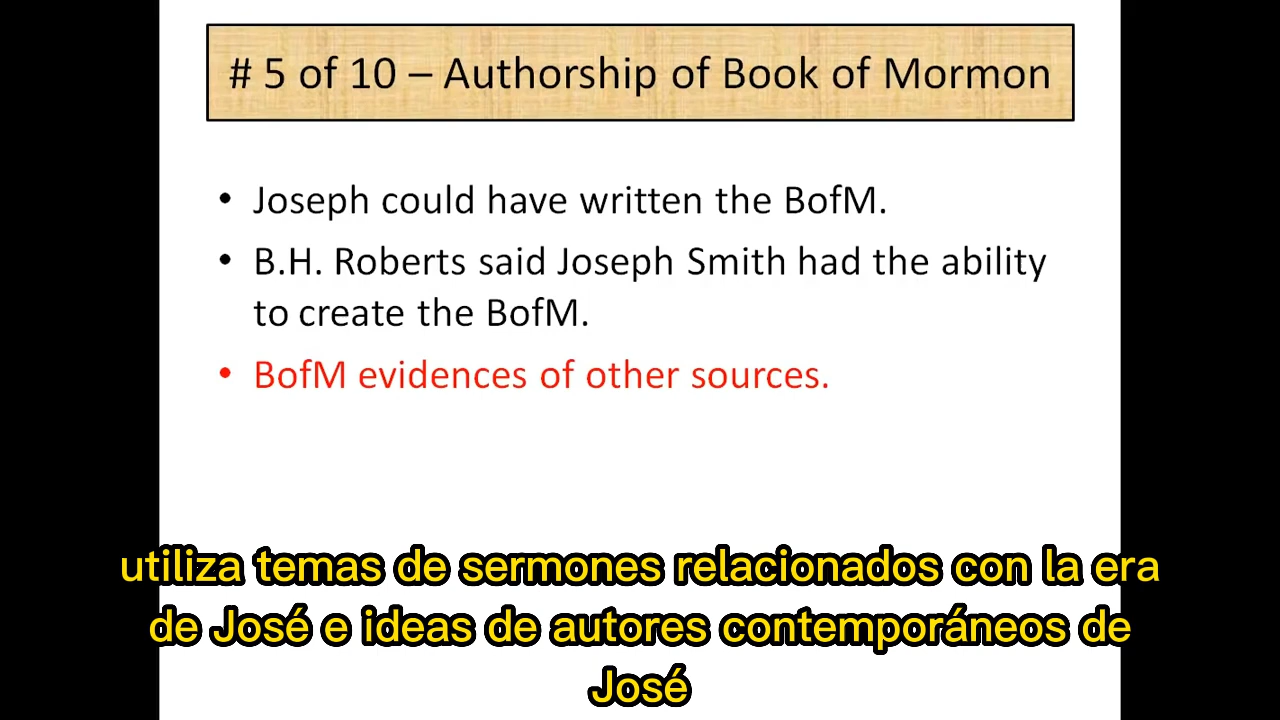 # 5 of 10 – Authorship of Book of Mormon
• Joseph could have written the BofM.
• B.H. Roberts said Joseph Smith had the ability
to create the BofM.
• BofM evidences of other sources.
utiliza temas de sermones relacionados con la era
de José e ideas de autores contemporáneos de
José